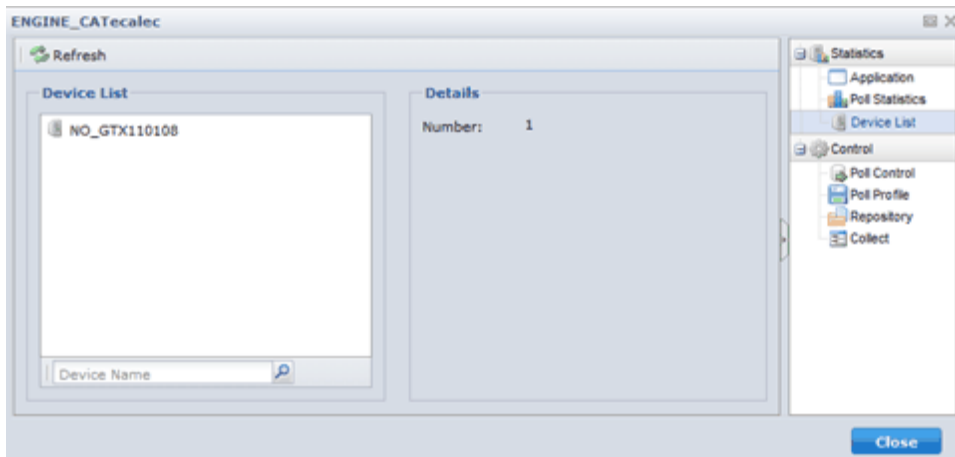 ENGINE_CATecalec
Refresh
Device List
NO_GTX110108
Device Name
Details
Number: 1
Statistics
Application
Poll Statistics
Device List
Control
Poll Control
Poll Profile
Repository
Collect
Close